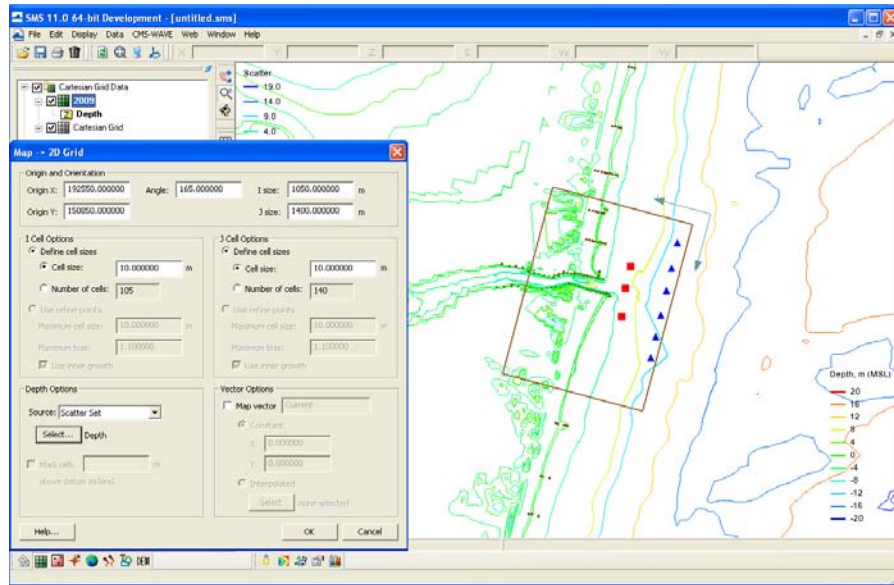 SMS 11.0 64-bit Development - [untitled.sms]
File Edit Display Data CMS-WAVE Web Window Help
X: Y: Z: S: Vx Vy
Cartesian Grid Data
2009
Depth
Cartesian Grid
Scatter
-19.0
-14.0
9.0
4.0
Map -> 2D Grid
Origin and Orientation
Origin X: 192550.000000 Angle: 165.000000 I size: 1050.000000 m
Origin Y: 150850.000000 J size: 1400.000000 m
I Cell Options
Define cell sizes
Cell size: 10.000000 m
Number of cells: 105
Use refine points
Maximum cell size: 10.000000 m
Maximum bias: 1.100000
Use inner growth
J Cell Options
Define cell sizes
Cell size: 10.000000 m
Number of cells: 140
Use refine points
Maximum cell size: 10.000000 m
Maximum bias: 1.100000
Use inner growth
Depth Options
Source: Scatter Set
Select... Depth
Mark cells m
above datum as land...
Vector Options
Map vector Current
Constant
X: 0.000000
Y: 0.000000
Interpolated
Select none selected
Help... OK Cancel
Depth, m (MSL)
20
16
12
8
4
0
-4
-8
-12
-16
-20
DEM